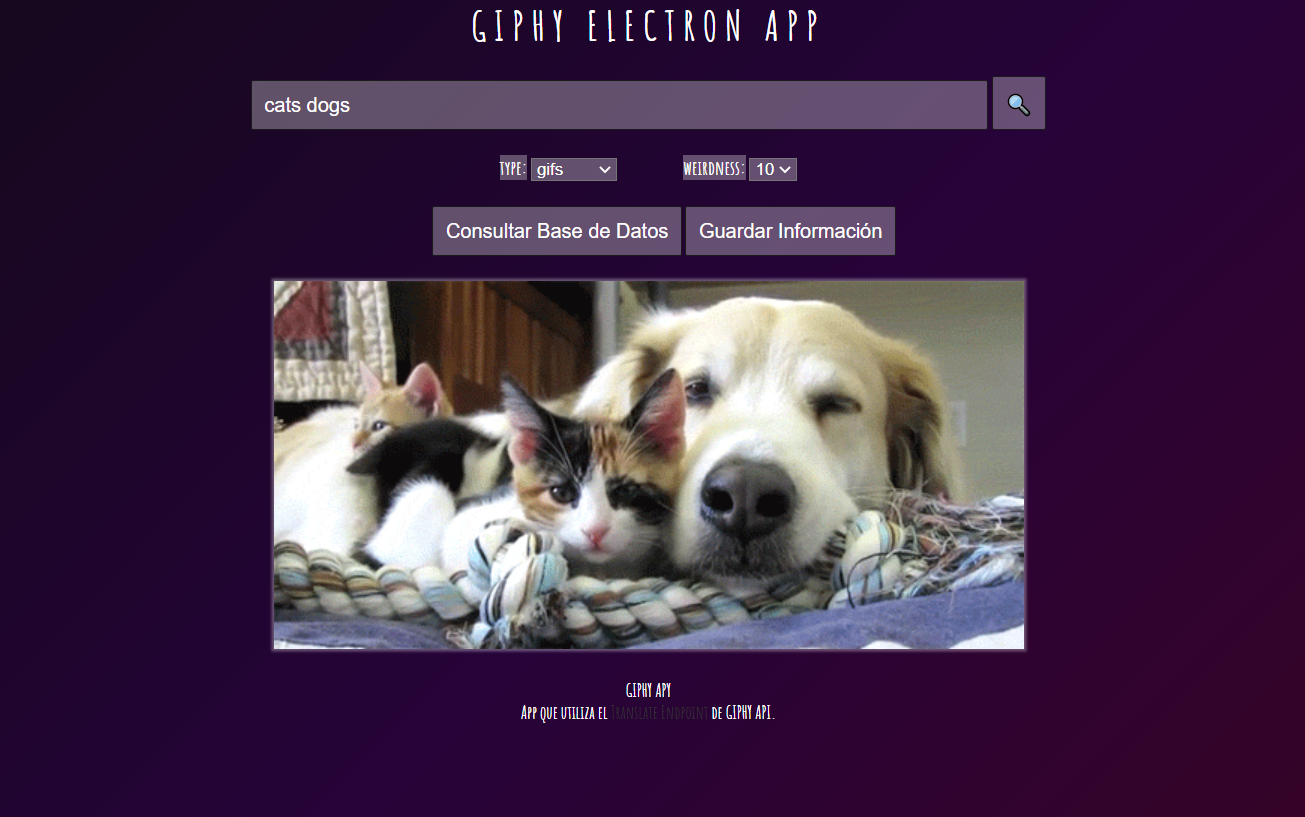 GIPHY ELECTRON APP
cats dogs
TYPE: gifs WEIRDNESS: 10
Consultar Base de Datos Guardar Información
GIPHY APY
App que utiliza el Translate Endpoint de GIPHY API.